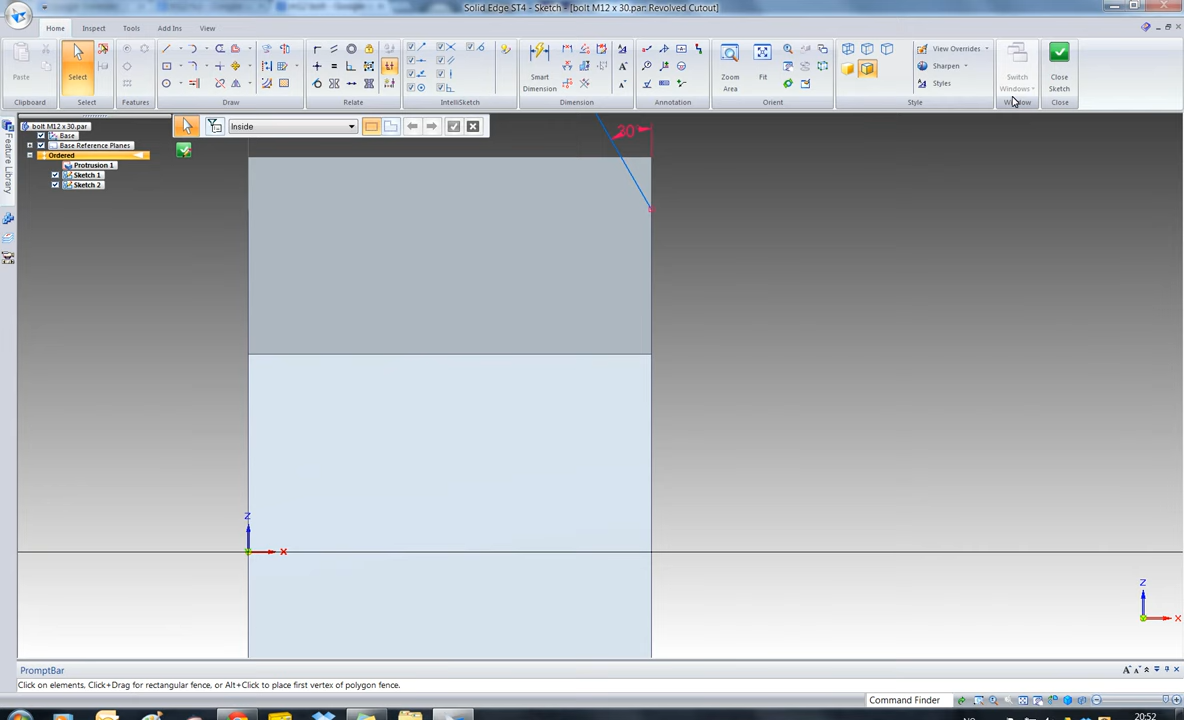 Solid Edge ST4 - Sketch - [bolt M12 x 30.par: Revolved Cutout]
Home Inspect Tools Add Ins View
Paste
Select
Smart Dimension
Zoom Area
Fit
View Overrides
Sharpen
Styles
Switch Windows
Close Sketch
Clipboard Select Features Draw Relate IntelliSketch Dimension Annotation Orient Style Window Close
Feature Library
bolt M12 x 30.par
Base
Base Reference Planes
Ordered
Protrusion 1
Sketch 1
Sketch 2
Inside
Z
X
Z
X
PromptBar
Click on elements, Click+Drag for rectangular fence, or Alt+Click to place first vertex of polygon fence.
Command Finder
20:52